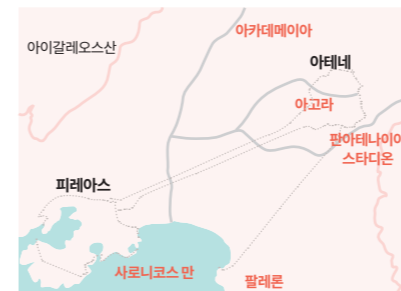 아카데메이아
아이갈레오스산
아테네
아고라
판아테나이아
스타디온
피레아스
사로니코스 만
팔레론